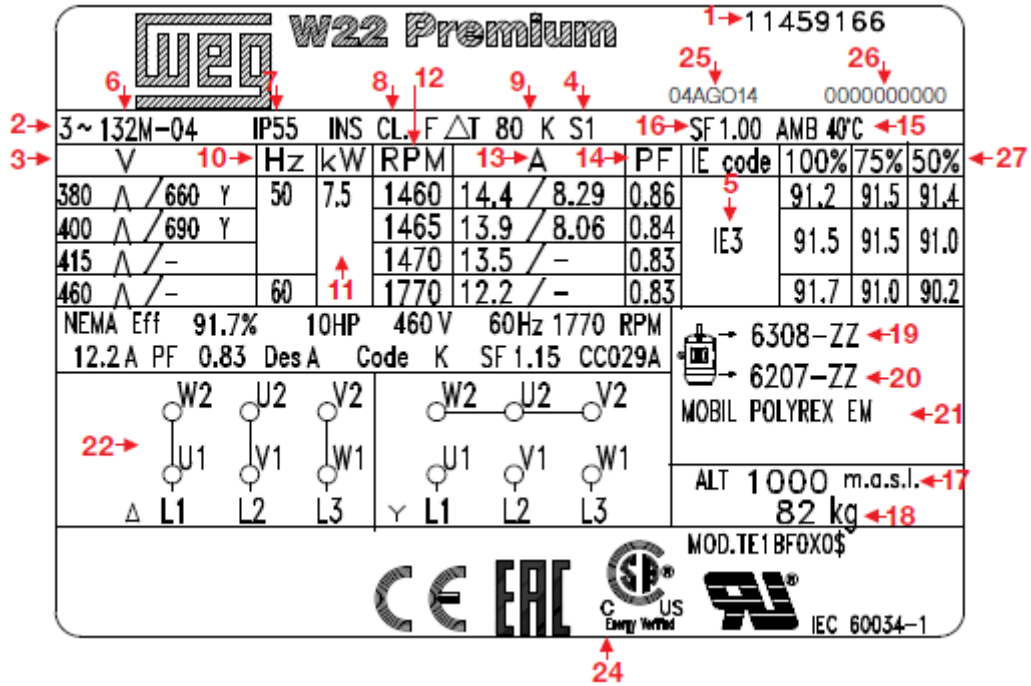 WEG W22 Premium 1 11459166
25 26
04AGO14 0000000000
6 7 8 12 9 4
2 3~132M-04 IP55 INS CL. F △T 80 K S1 16 SF 1.00 AMB 40°C 15
3 V 10 Hz kW RPM 13 A 14 PF IE code 100% 75% 50% 27
380 △/660 Y 50 7.5 1460 14.4 / 8.29 0.86 5 91.2 91.5 91.4
400 △/690 Y 1465 13.9 / 8.06 0.84 IE3 91.5 91.5 91.0
415 △/- 11 1470 13.5 / - 0.83
460 △/- 60 1770 12.2 / - 0.83 91.7 91.0 90.2
NEMA Eff 91.7% 10HP 460 V 60Hz 1770 RPM
12.2 A PF 0.83 Des A Code K SF 1.15 CC029A
6308-ZZ 19
6207-ZZ 20
MOBIL POLYREX EM 21
W2 U2 V2 W2 U2 V2
22 U1 V1 W1 U1 V1 W1
△ L1 L2 L3 Y L1 L2 L3
ALT 1000 m.a.s.l. 17
82 kg 18
MOD.TE1BF0X0$
CE EAC CSA® C US Energy Verified RU®
IEC 60034-1
24